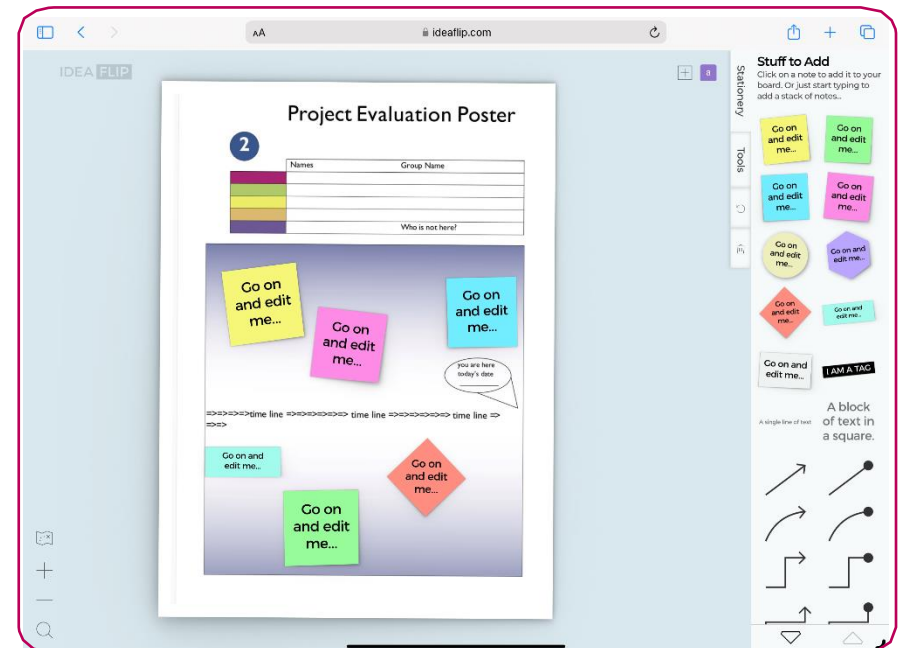 AA
ideaflip.com
IDEA FLIP
a
Project Evaluation Poster
2
Names Group Name
Who is not here?
Go on
and edit
me...
Go on
and edit
me...
Go on
and edit
me...
you are here
today's date
=>=>=>=>time line =>=>=>=>=>=> time line =>=>=>=>=>=> time line =>
=>=>
Go on and
edit me...
Go on
and edit
me...
Go on
and edit
me...
Stationery
Tools
Stuff to Add
Click on a note to add it to your
board. Or just start typing to
add a stack of notes...
Go on
and edit
me...
Go on
and edit
me...
Go on
and edit
me...
Go on
and edit
me...
Go on
and edit
me...
Go on and
edit me...
Go on
and edit
me...
Go on and
edit me...
Go on and
edit me...
I AM A TAG
A single line of text
A block
of text in
a square.